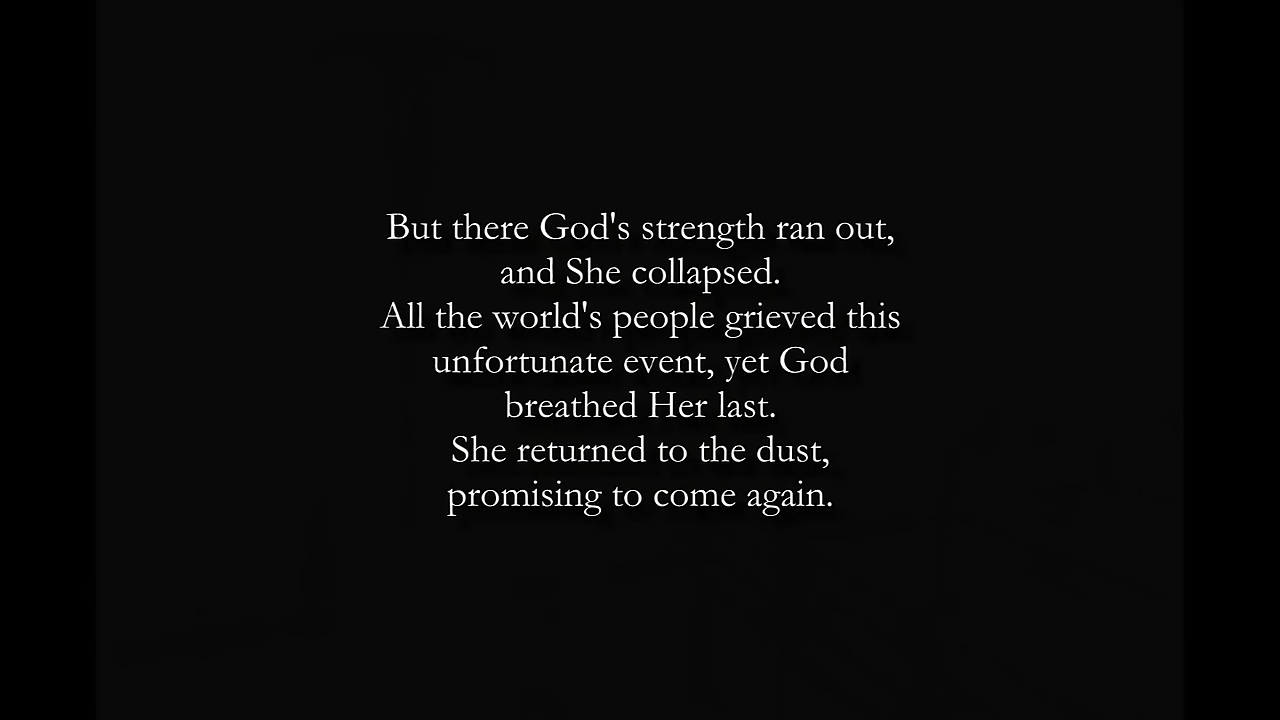 But there God's strength ran out,
and She collapsed.
All the world's people grieved this
unfortunate event, yet God
breathed Her last.
She returned to the dust,
promising to come again.